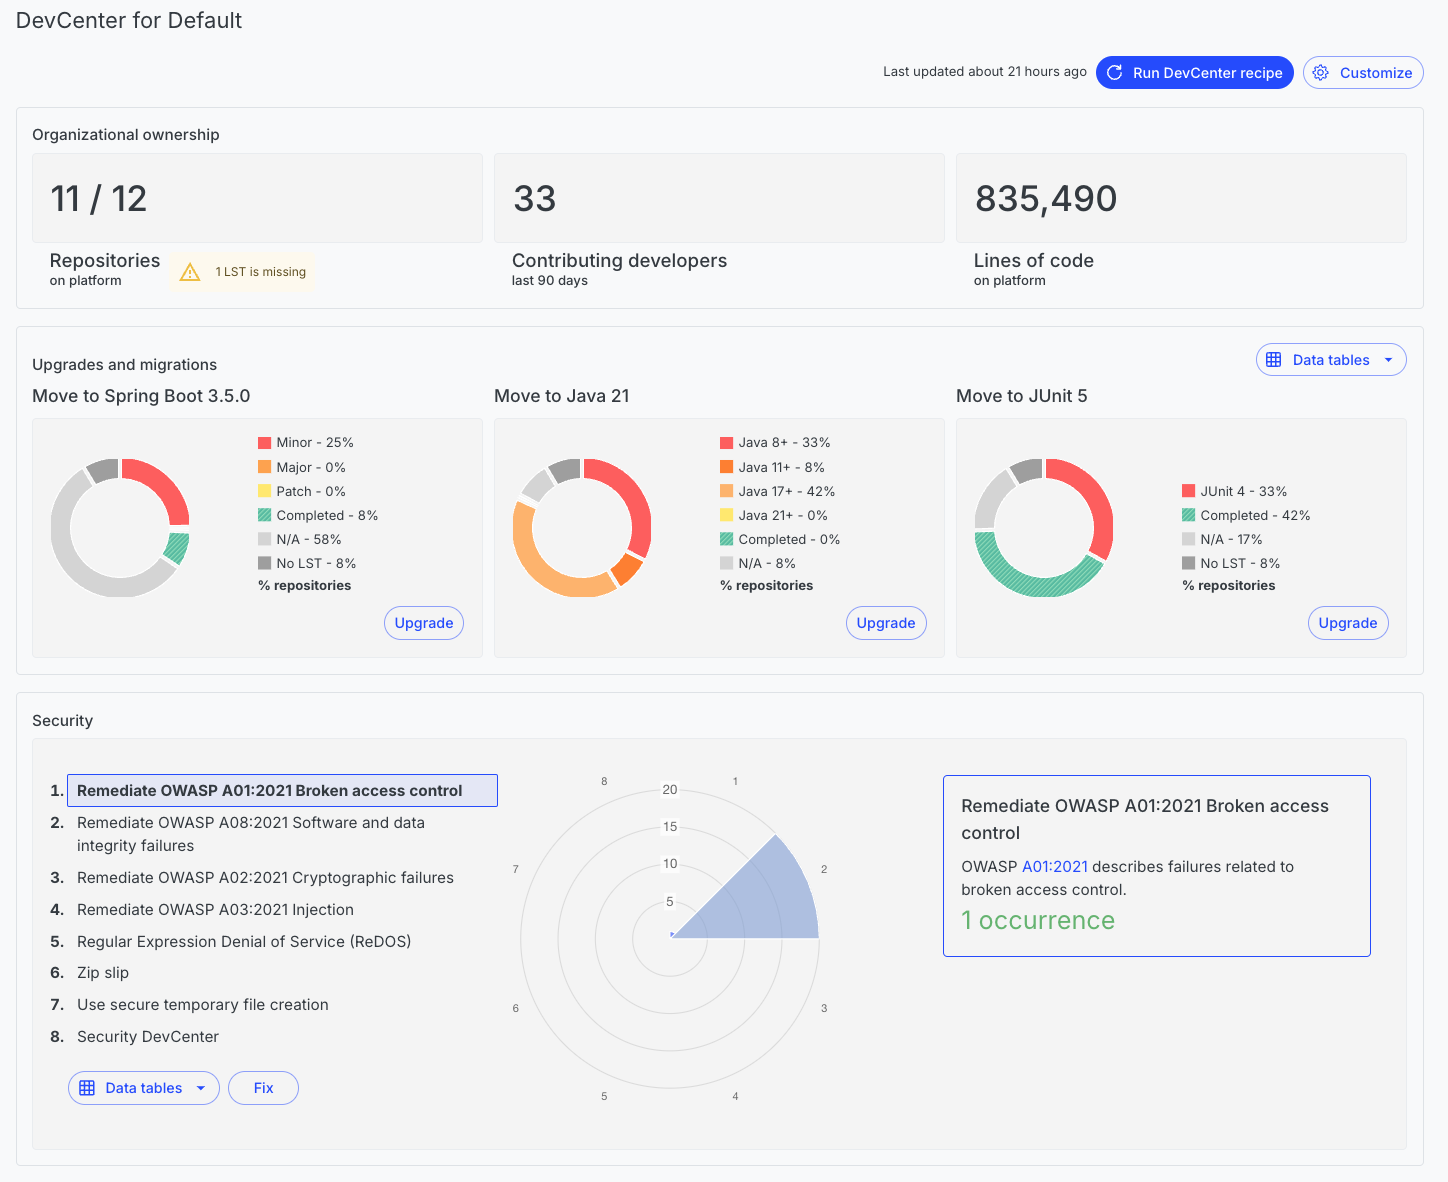 DevCenter for Default
Last updated about 21 hours ago
Run DevCenter recipe
Customize
Organizational ownership
11 / 12
33
835,490
Repositories
on platform
1 LST is missing
Contributing developers
last 90 days
Lines of code
on platform
Upgrades and migrations
Data tables
Move to Spring Boot 3.5.0
Minor - 25%
Major - 0%
Patch - 0%
Completed - 8%
N/A - 58%
No LST - 8%
% repositories
Upgrade
Move to Java 21
Java 8+ - 33%
Java 11+ - 8%
Java 17+ - 42%
Java 21+ - 0%
Completed - 0%
N/A - 8%
% repositories
Upgrade
Move to JUnit 5
JUnit 4 - 33%
Completed - 42%
N/A - 17%
No LST - 8%
% repositories
Upgrade
Security
1. Remediate OWASP A01:2021 Broken access control
2. Remediate OWASP A08:2021 Software and data
integrity failures
3. Remediate OWASP A02:2021 Cryptographic failures
4. Remediate OWASP A03:2021 Injection
5. Regular Expression Denial of Service (ReDOS)
6. Zip slip
7. Use secure temporary file creation
8. Security DevCenter
Data tables
Fix
20
15
10
5
1
2
3
4
5
6
7
8
Remediate OWASP A01:2021 Broken access
control
OWASP A01:2021 describes failures related to
broken access control.
1 occurrence